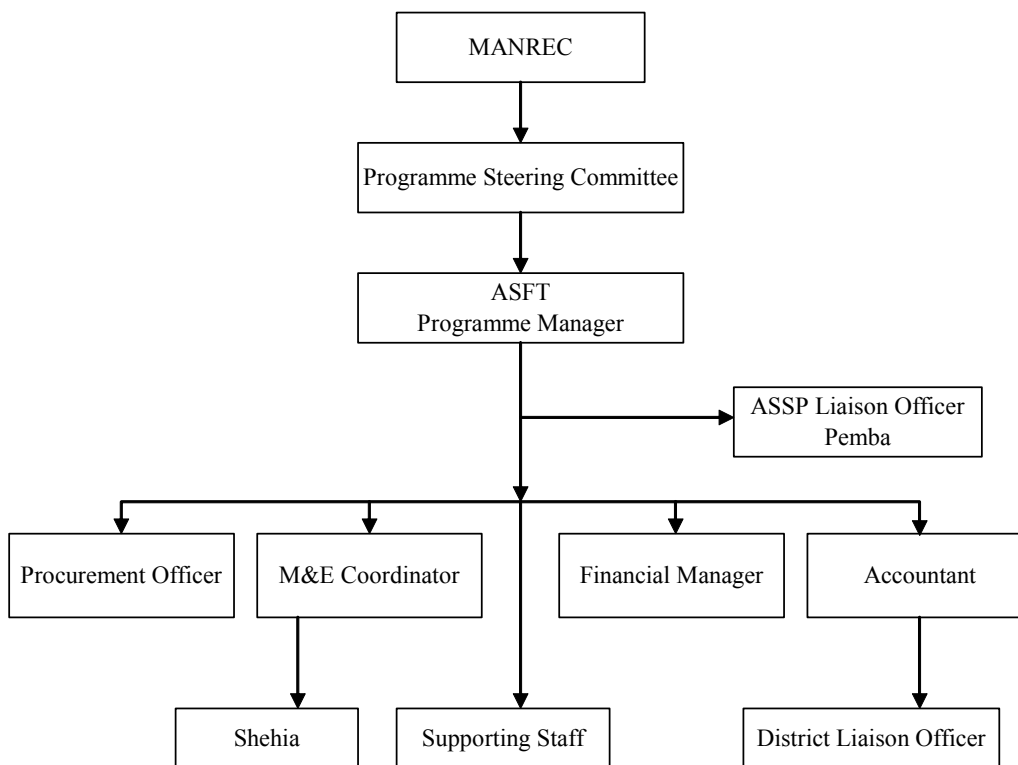 MANREC
Programme Steering Committee
ASFT
Programme Manager
ASSP Liaison Officer
Pemba
Procurement Officer
M&E Coordinator
Financial Manager
Accountant
Shehia
Supporting Staff
District Liaison Officer